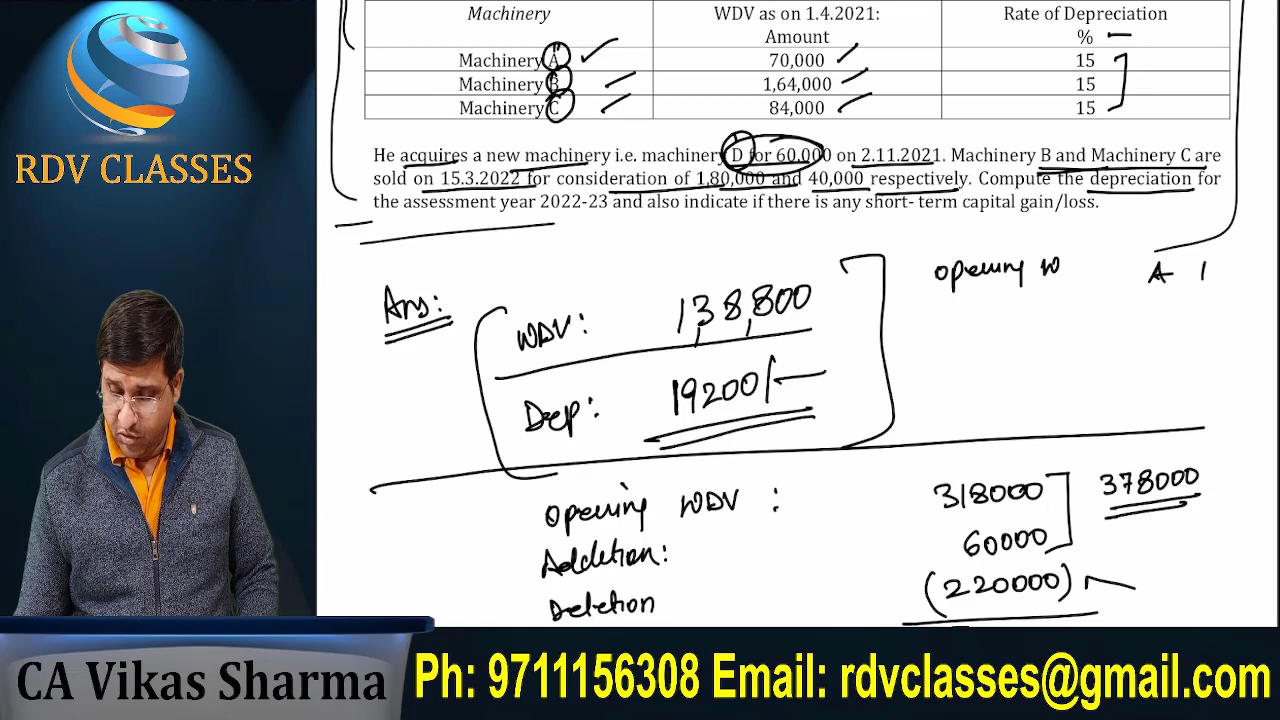 Machinery WDV as on 1.4.2021: Rate of Depreciation
Amount %
Machinery A 70,000 15
Machinery B 1,64,000 15
Machinery C 84,000 15
RDV CLASSES
He acquires a new machinery i.e. machinery D for 60,000 on 2.11.2021. Machinery B and Machinery C are
sold on 15.3.2022 for consideration of 1,80,000 and 40,000 respectively. Compute the depreciation for
the assessment year 2022-23 and also indicate if there is any short- term capital gain/loss.
Opening W A
Ans:
WDV: 1,38,800
Dep: 19200/-
Opening WDV : 318000 378000
Addition: 60000
Deletion (220000)
CA Vikas Sharma
Ph: 9711156308 Email: rdvclasses@gmail.com